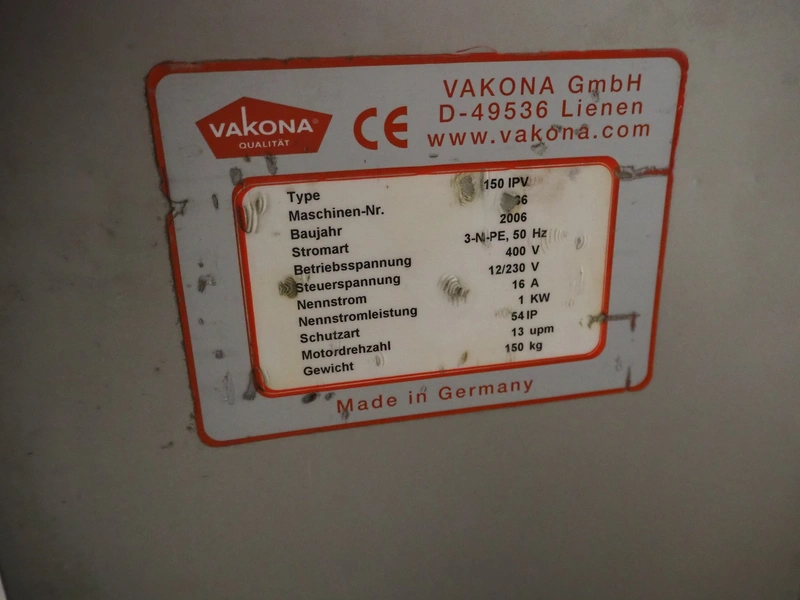 VAKONA®
QUALITÄT
CE
VAKONA GmbH
D-49536 Lienen
www.vakona.com
Type 150 IPV
Maschinen-Nr.
Baujahr 2006
Stromart 3-N-PE, 50 Hz
Betriebsspannung 400 V
Steuerspannung 12/230 V
Nennstrom 16 A
Nennstromleistung 1 KW
Schutzart 54 IP
Motordrehzahl 13 upm
Gewicht 150 kg
Made in Germany